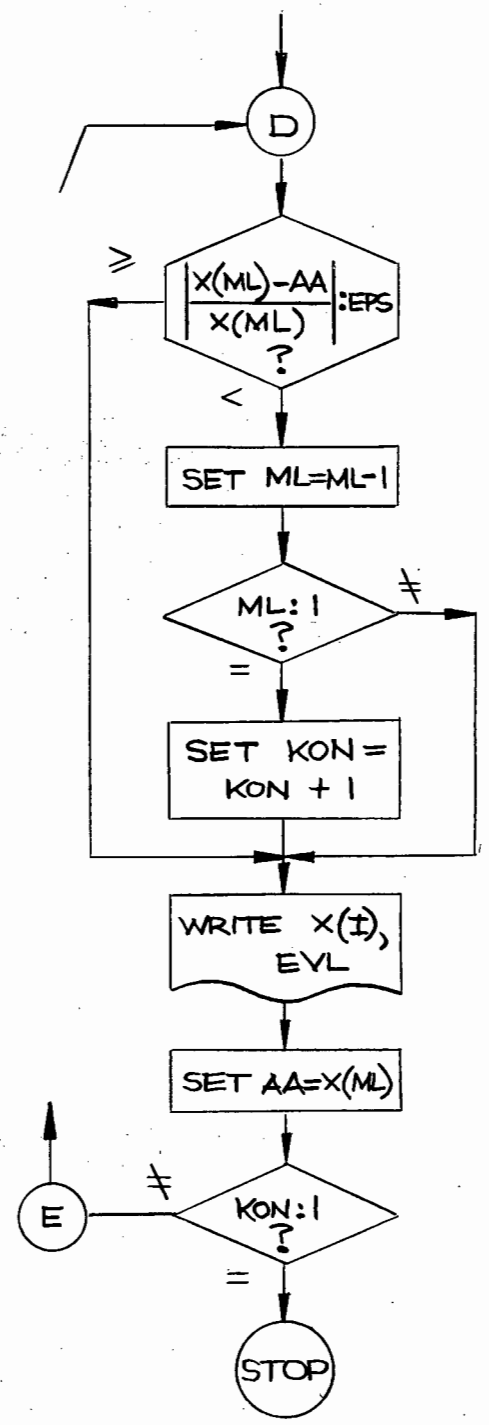 D
≥
|X(ML)-AA
X(ML)|:EPS
?
<
SET ML=ML-1
ML:1
?
≠
=
SET KON=
KON + 1
WRITE X(I),
EVL
SET AA=X(ML)
E
≠
KON:1
?
=
STOP